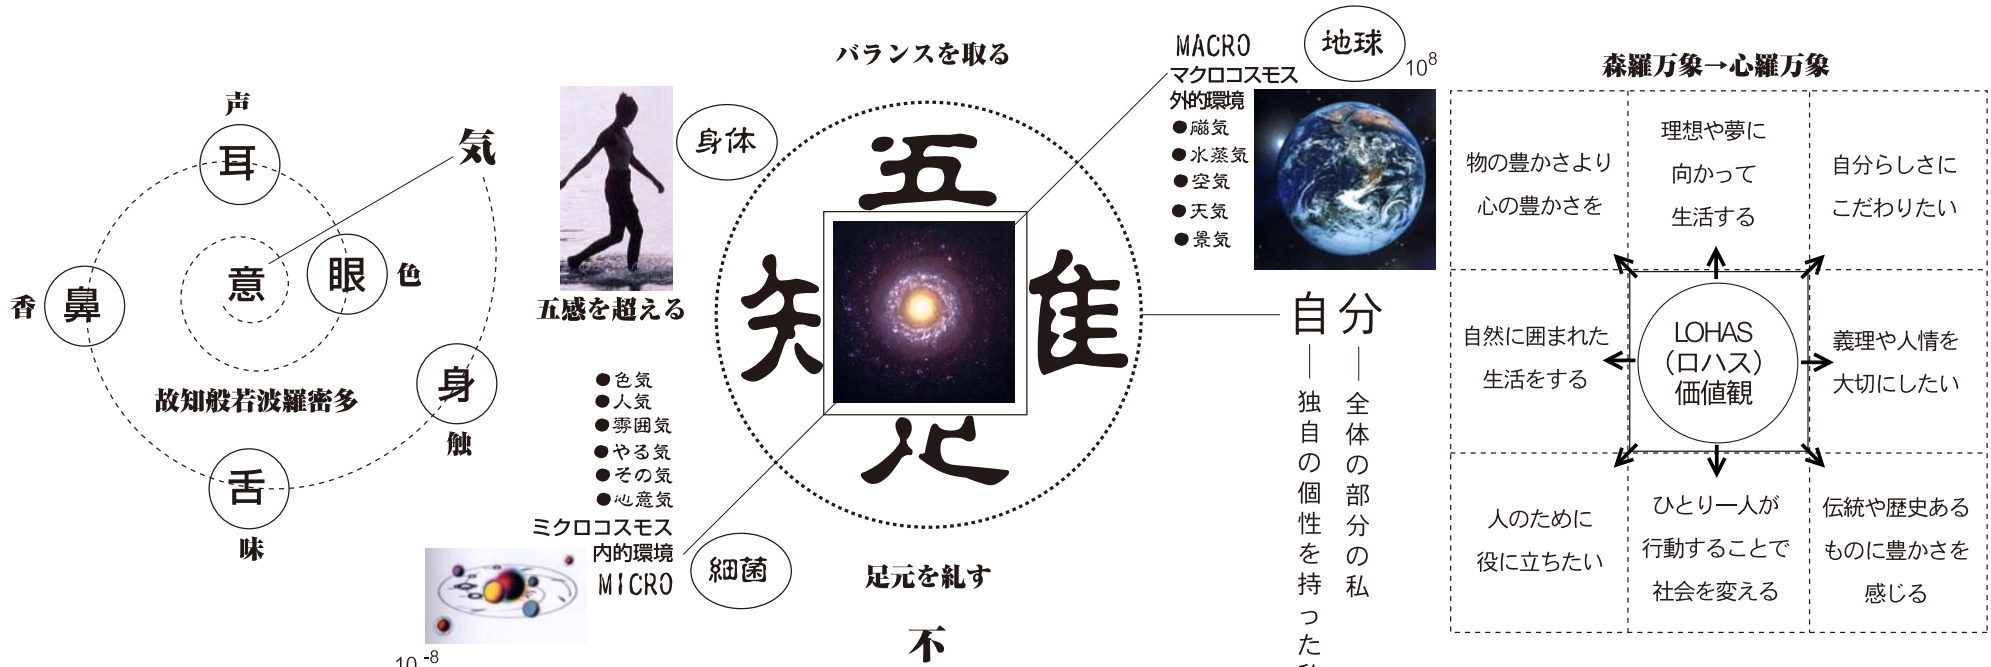 声
耳
気
意
眼
色
香
鼻
故知般若波羅密多
身
触
舌
味
身体
五感を超える
●色気
●人気
●雰囲気
●やる気
●その気
●心意気
ミクロコスモス
内的環境
MICRO
細菌
10-8
バランスを取る
五
隹
矢
足元を糺す
不
MACRO
マクロコスモス
外的環境
●磁気
●水蒸気
●空気
●天気
●景気
地球
108
自分
全体の部分の私
独自の個性を持った
森羅万象→心羅万象
物の豊かさより
心の豊かさを
理想や夢に
向かって
生活する
自分らしさに
こだわりたい
自然に囲まれた
生活をする
LOHAS
（ロハス）
価値観
義理や人情を
大切にしたい
人のために
役に立ちたい
ひとり一人が
行動することで
社会を変える
伝統や歴史ある
ものに豊かさを
感じる